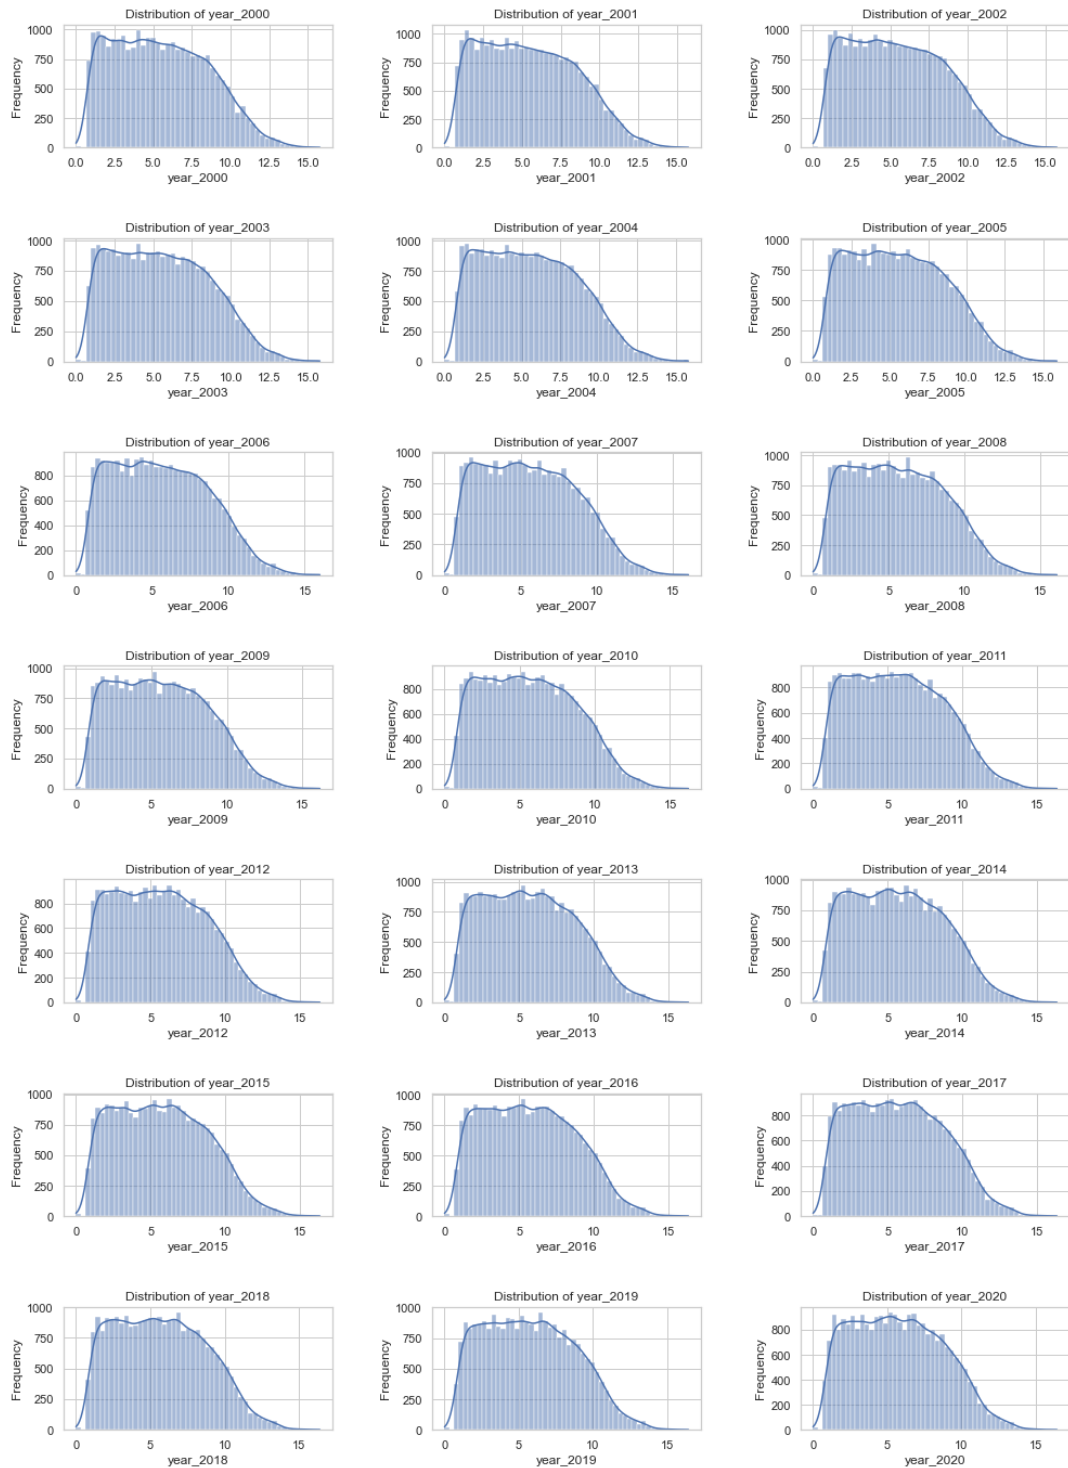 Distribution of year_2000 Distribution of year_2001 Distribution of year_2002
Frequency Frequency Frequency
1000 1000 1000
750 750 750
500 500 500
250 250 250
0 0 0
0.0 2.5 5.0 7.5 10.0 12.5 15.0 0.0 2.5 5.0 7.5 10.0 12.5 15.0 0.0 2.5 5.0 7.5 10.0 12.5 15.0
year_2000 year_2001 year_2002
Distribution of year_2003 Distribution of year_2004 Distribution of year_2005
Frequency Frequency Frequency
1000 1000 1000
750 750 750
500 500 500
250 250 250
0 0 0
0.0 2.5 5.0 7.5 10.0 12.5 15.0 0.0 2.5 5.0 7.5 10.0 12.5 15.0 0.0 2.5 5.0 7.5 10.0 12.5 15.0
year_2003 year_2004 year_2005
Distribution of year_2006 Distribution of year_2007 Distribution of year_2008
Frequency Frequency Frequency
1000 1000
800 750 750
600 500 500
400 250 250
200
0 0 0
0 5 10 15 0 5 10 15 0 5 10 15
year_2006 year_2007 year_2008
Distribution of year_2009 Distribution of year_2010 Distribution of year_2011
Frequency Frequency Frequency
1000
750 800 800
500 600 600
250 400 400
200 200
0 0 0
0 5 10 15 0 5 10 15 0 5 10 15
year_2009 year_2010 year_2011
Distribution of year_2012 Distribution of year_2013 Distribution of year_2014
Frequency Frequency Frequency
1000 1000
800 750 750
600 500 500
400 250 250
200
0 0 0
0 5 10 15 0 5 10 15 0 5 10 15
year_2012 year_2013 year_2014
Distribution of year_2015 Distribution of year_2016 Distribution of year_2017
Frequency Frequency Frequency
1000 1000
750 750 800
500 500 600
250 250 400
200
0 0 0
0 5 10 15 0 5 10 15 0 5 10 15
year_2015 year_2016 year_2017
Distribution of year_2018 Distribution of year_2019 Distribution of year_2020
Frequency Frequency Frequency
1000 1000
750 750 800
500 500 600
250 250 400
200
0 0 0
0 5 10 15 0 5 10 15 0 5 10 15
year_2018 year_2019 year_2020